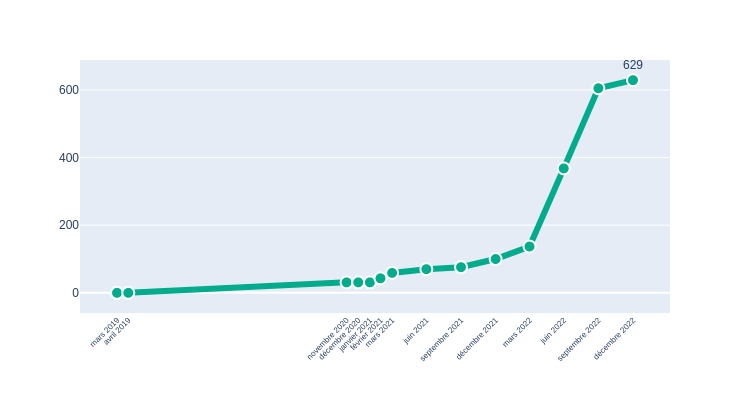 629
600
400
200
0
mars 2019
avril 2019
novembre 2020
décembre 2020
janvier 2021
février 2021
mars 2021
juin 2021
septembre 2021
décembre 2021
mars 2022
juin 2022
septembre 2022
décembre 2022